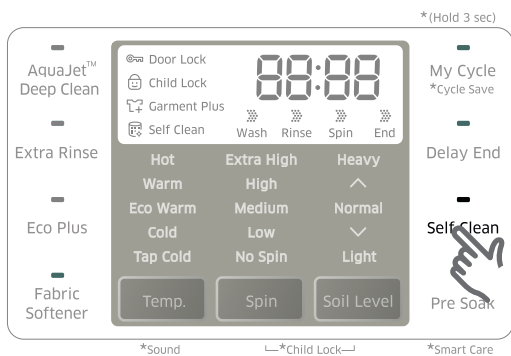 *(Hold 3 sec)
AquaJet™
Deep Clean
Extra Rinse
Eco Plus
Fabric
Softener
Door Lock
Child Lock
Garment Plus
Self Clean
88:88
Wash Rinse Spin End
Hot Extra High Heavy
Warm High
Eco Warm Medium Normal
Cold Low
Tap Cold No Spin Light
Temp. Spin Soil Level
My Cycle
*Cycle Save
Delay End
Self Clean
Pre Soak
*Sound *Child Lock *Smart Care